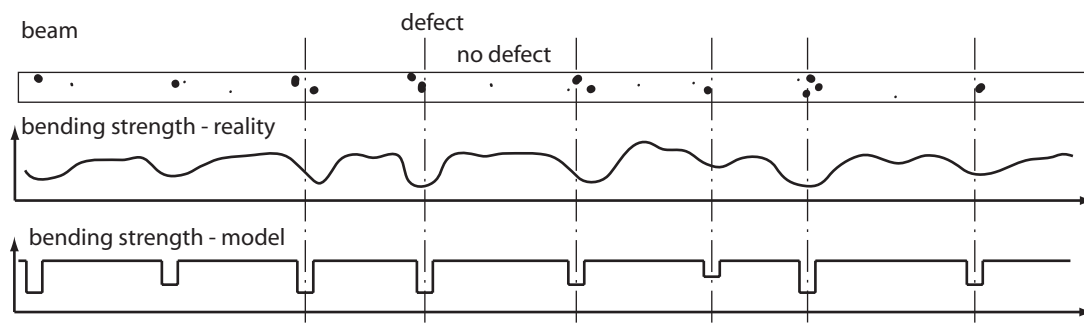 beam
defect
no defect
bending strength - reality
bending strength - model